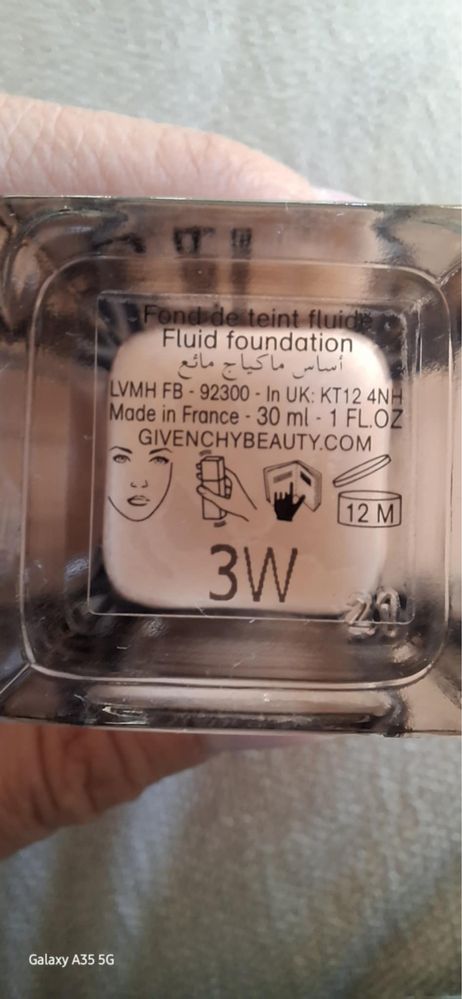 Fond de teint fluide
Fluid foundation
أساس ماكياج مائع
LVMH FB - 92300 - In UK: KT12 4NH
Made in France - 30 ml - 1 FL.OZ
GIVENCHYBEAUTY.COM
12 M
3W
Galaxy A35 5G